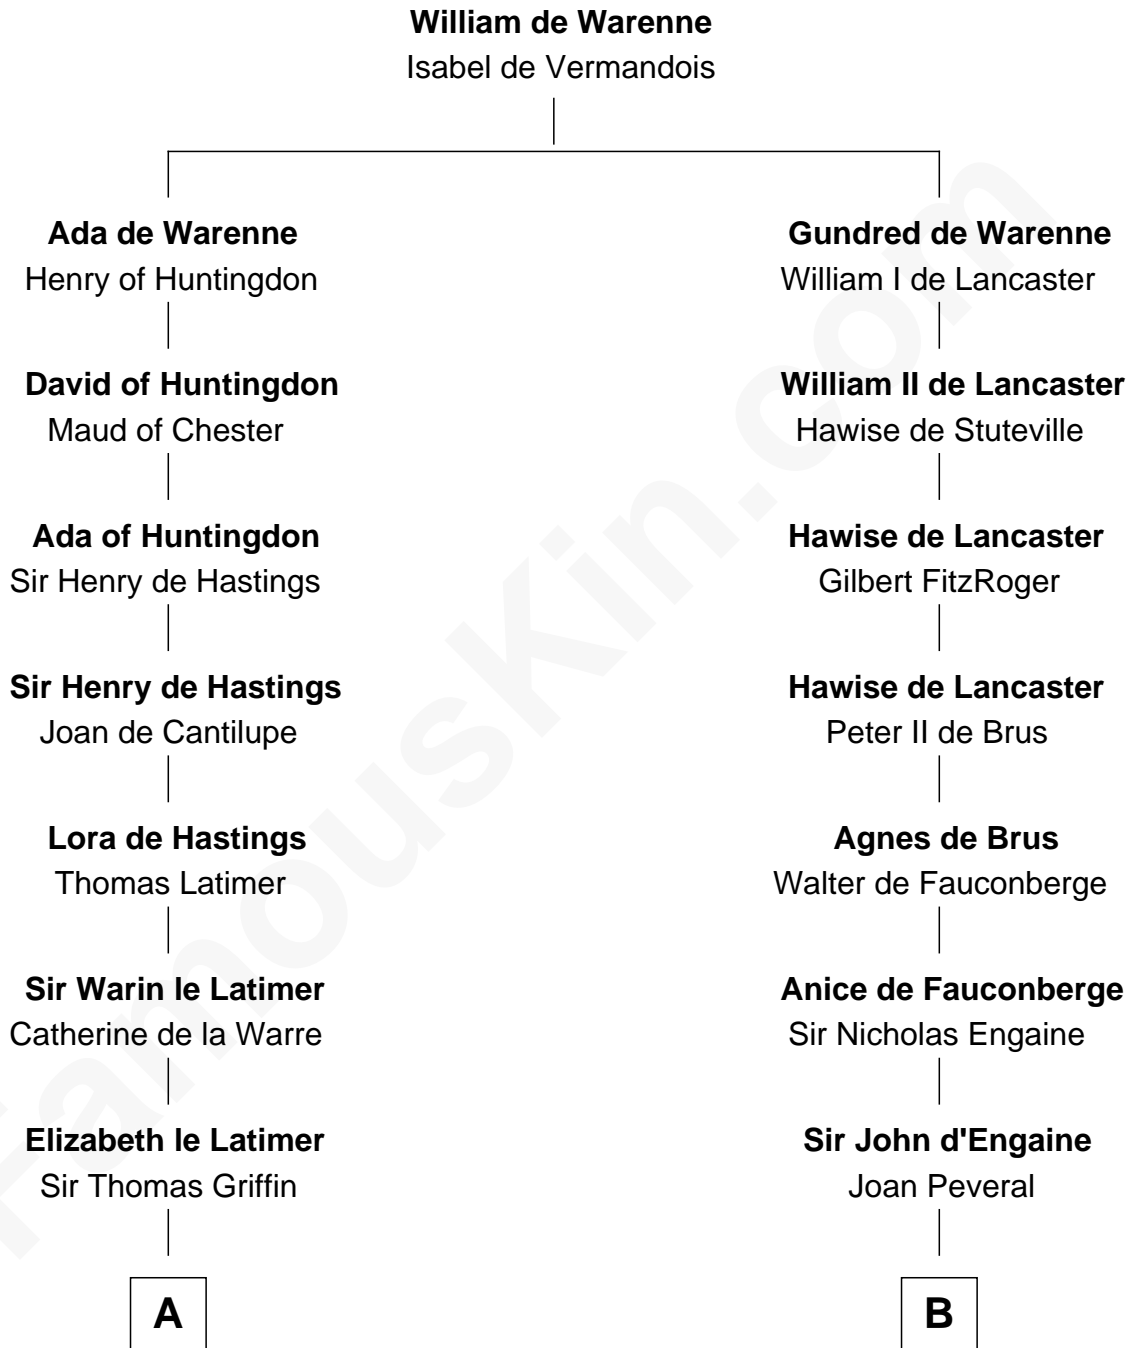 William de Warenne
Isabel de Vermandois
Ada de Warenne
Henry of Huntingdon
David of Huntingdon
Maud of Chester
Ada of Huntingdon
Sir Henry de Hastings
Sir Henry de Hastings
Joan de Cantilupe
Lora de Hastings
Thomas Latimer
Sir Warin le Latimer
Catherine de la Warre
Elizabeth le Latimer
Sir Thomas Griffin
A
Gundred de Warenne
William I de Lancaster
William II de Lancaster
Hawise de Stuteville
Hawise de Lancaster
Gilbert FitzRoger
Hawise de Lancaster
Peter II de Brus
Agnes de Brus
Walter de Fauconberge
Anice de Fauconberge
Sir Nicholas Engaine
Sir John d'Engaine
Joan Peveral
B
FamousKin.com